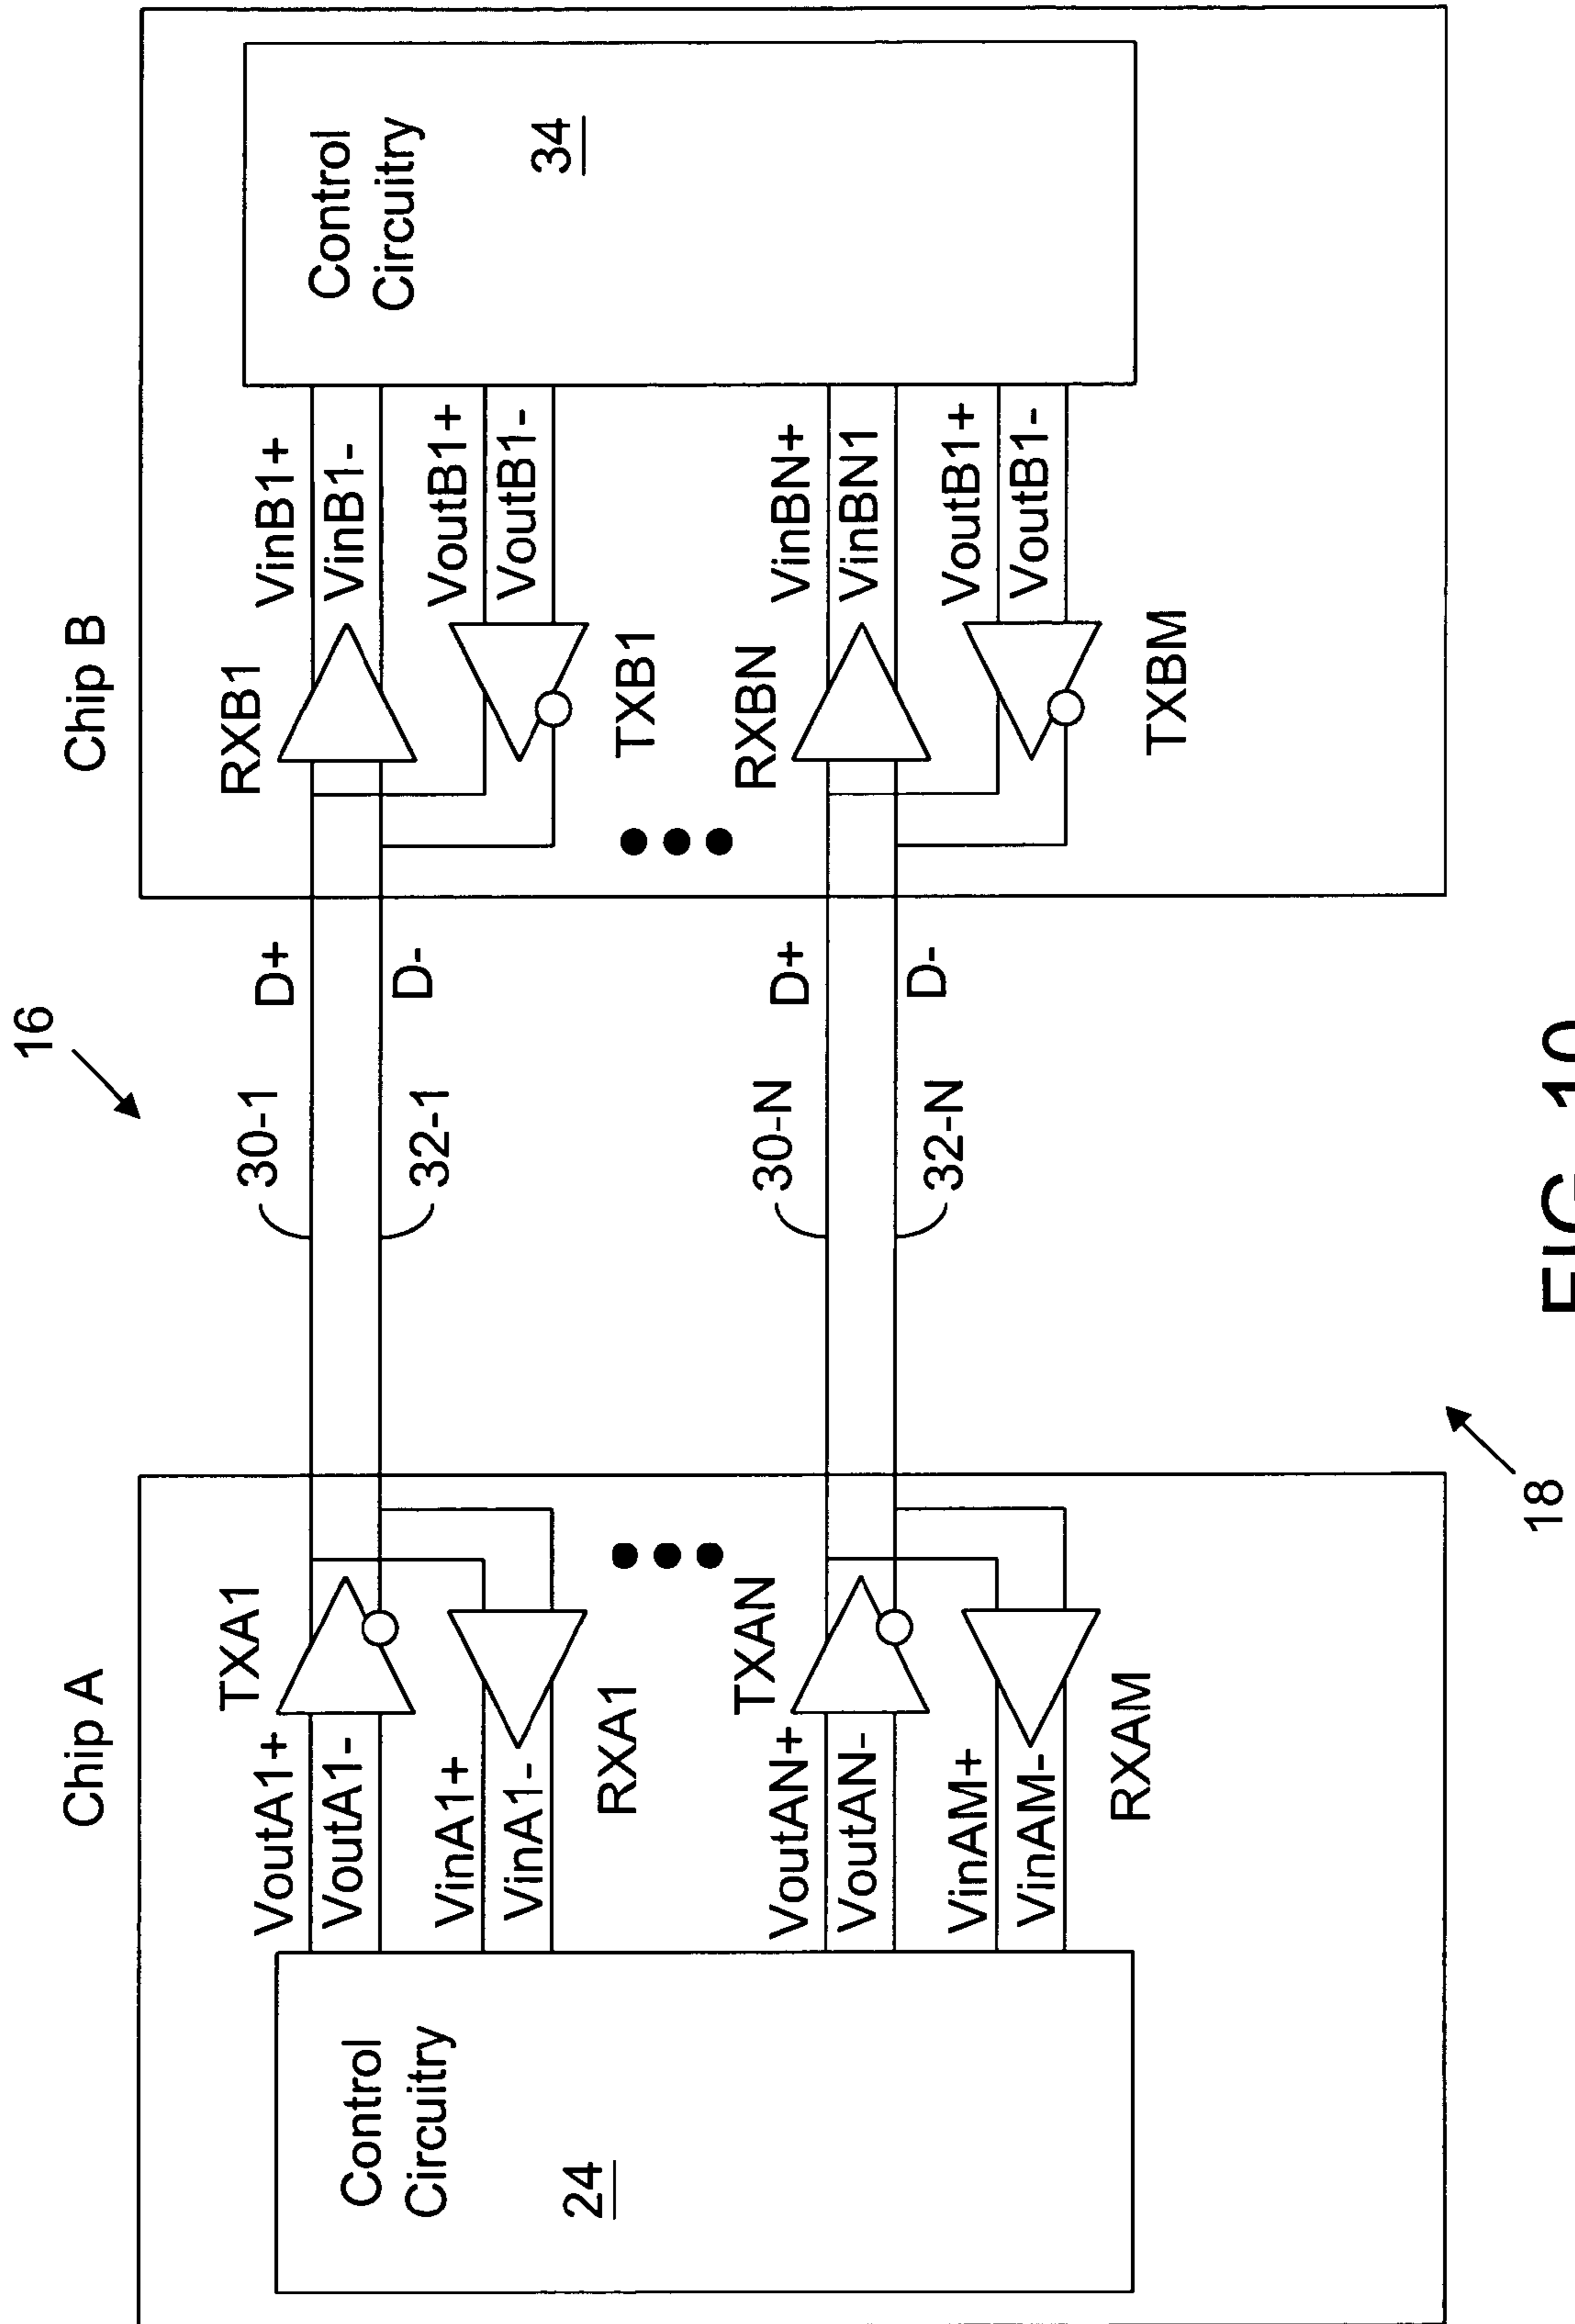 16
Chip A
Chip B
TXA1
VoutA1+
VoutA1-
VinA1+
VinA1-
RXA1
TXAN
VoutAN+
VoutAN-
VinAM+
VinAM-
RXAM
Control
Circuitry
24
30-1
D+
32-1
D-
30-N
D+
32-N
D-
RXB1
VinB1+
VinB1-
VoutB1+
VoutB1-
TXB1
RXBN
VinBN+
VinBN1
VoutB1+
VoutB1-
TXBM
Control
Circuitry
34
18
FIG.